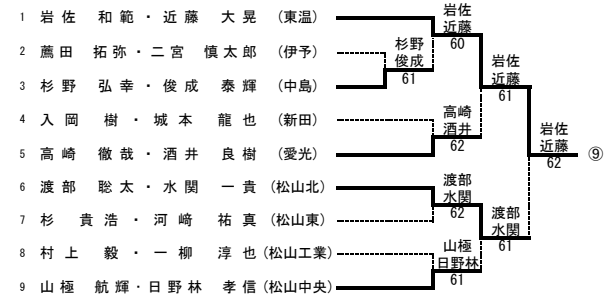 1 岩佐 和範・近藤 大晃 (東温)
2 薦田 拓弥・二宮 慎太郎 (伊予)
3 杉野 弘幸・俊成 泰輝 (中島)
4 入岡 樹・城本 龍也 (新田)
5 高崎 徹哉・酒井 良樹 (愛光)
6 渡部 聡太・水関 一貴 (松山北)
7 杉 貴浩・河﨑 祐真 (松山東)
8 村上 毅・一柳 淳也 (松山工業)
9 山極 航輝・日野林 孝信 (松山中央)
杉野
俊成
61
岩佐
近藤
60
高崎
酒井
62
渡部
水関
62
山極
日野林
61
岩佐
近藤
61
渡部
水関
61
岩佐
近藤
62
⑨